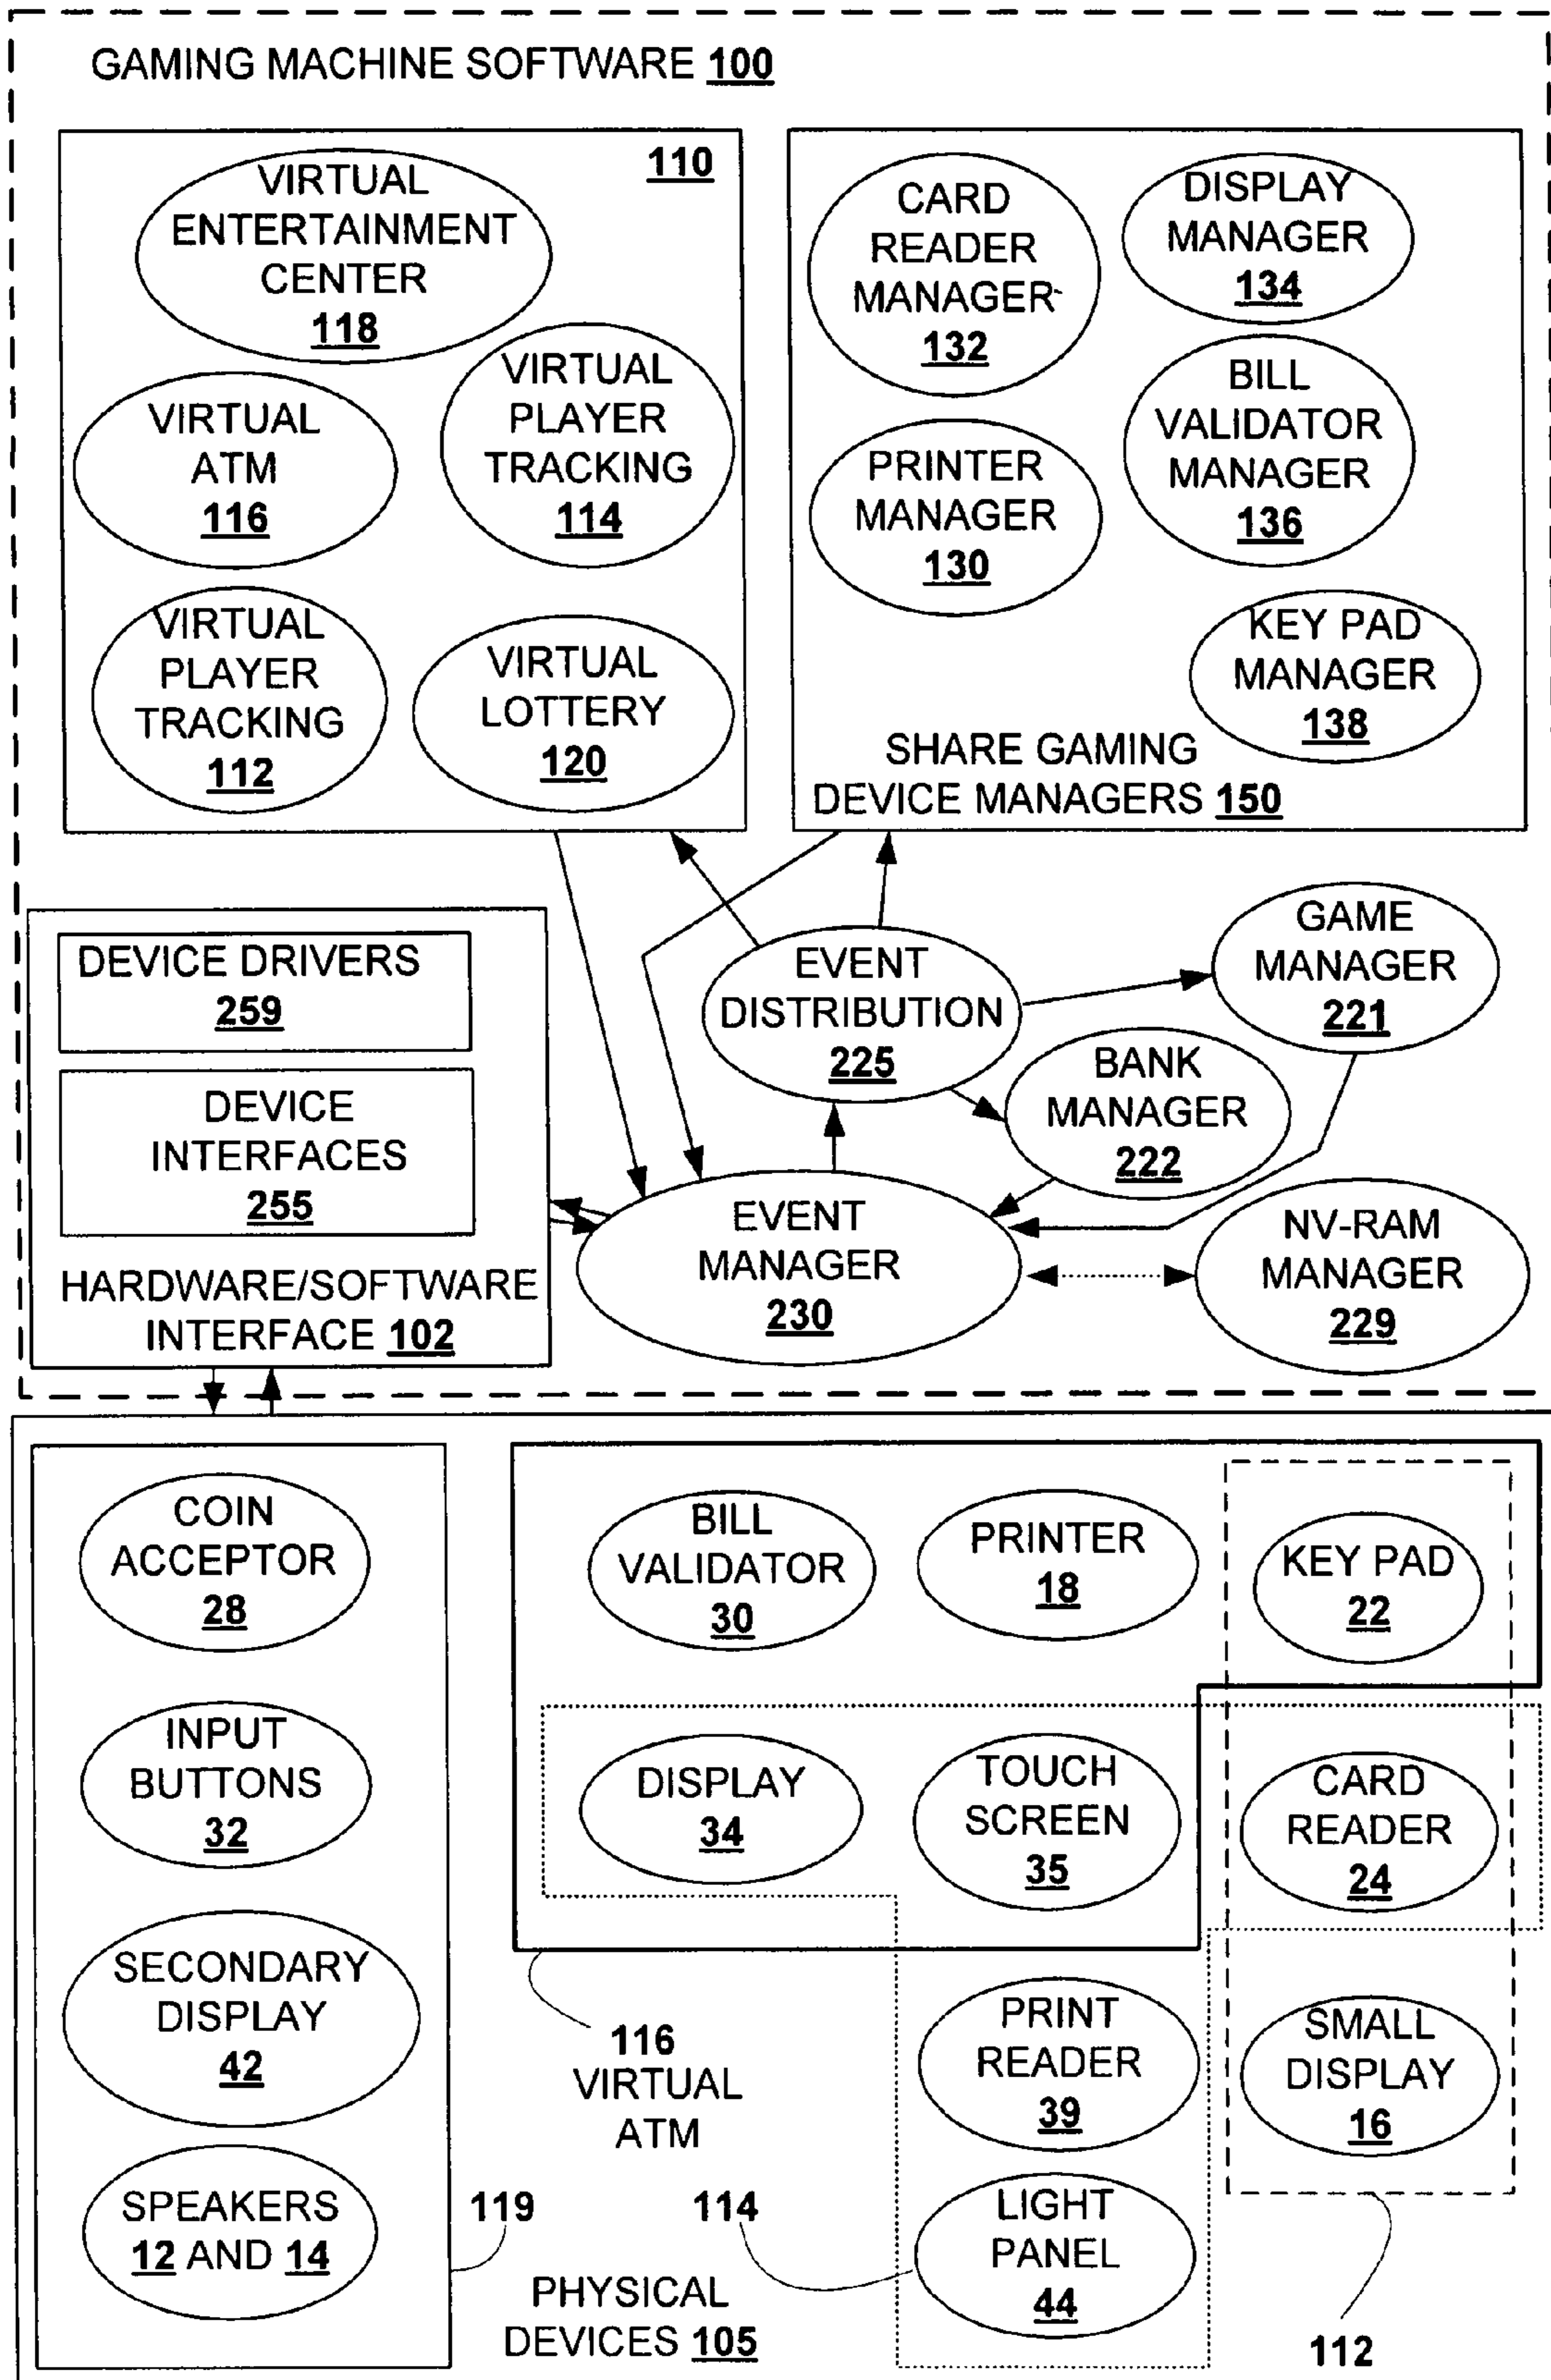 GAMING MACHINE SOFTWARE 100
110
VIRTUAL
ENTERTAINMENT
CENTER
118
VIRTUAL
ATM
116
VIRTUAL
PLAYER
TRACKING
114
VIRTUAL
PLAYER
TRACKING
112
VIRTUAL
LOTTERY
120
CARD
READER
MANAGER
132
DISPLAY
MANAGER
134
PRINTER
MANAGER
130
BILL
VALIDATOR
MANAGER
136
KEY PAD
MANAGER
138
SHARE GAMING
DEVICE MANAGERS 150
DEVICE DRIVERS
259
DEVICE
INTERFACES
255
HARDWARE/SOFTWARE
INTERFACE 102
EVENT
DISTRIBUTION
225
GAME
MANAGER
221
BANK
MANAGER
222
EVENT
MANAGER
230
NV-RAM
MANAGER
229
COIN
ACCEPTOR
28
INPUT
BUTTONS
32
SECONDARY
DISPLAY
42
SPEAKERS
12 AND 14
119
BILL
VALIDATOR
30
PRINTER
18
KEY PAD
22
DISPLAY
34
TOUCH
SCREEN
35
CARD
READER
24
116
VIRTUAL
ATM
PRINT
READER
39
SMALL
DISPLAY
16
114
LIGHT
PANEL
44
112
PHYSICAL
DEVICES 105